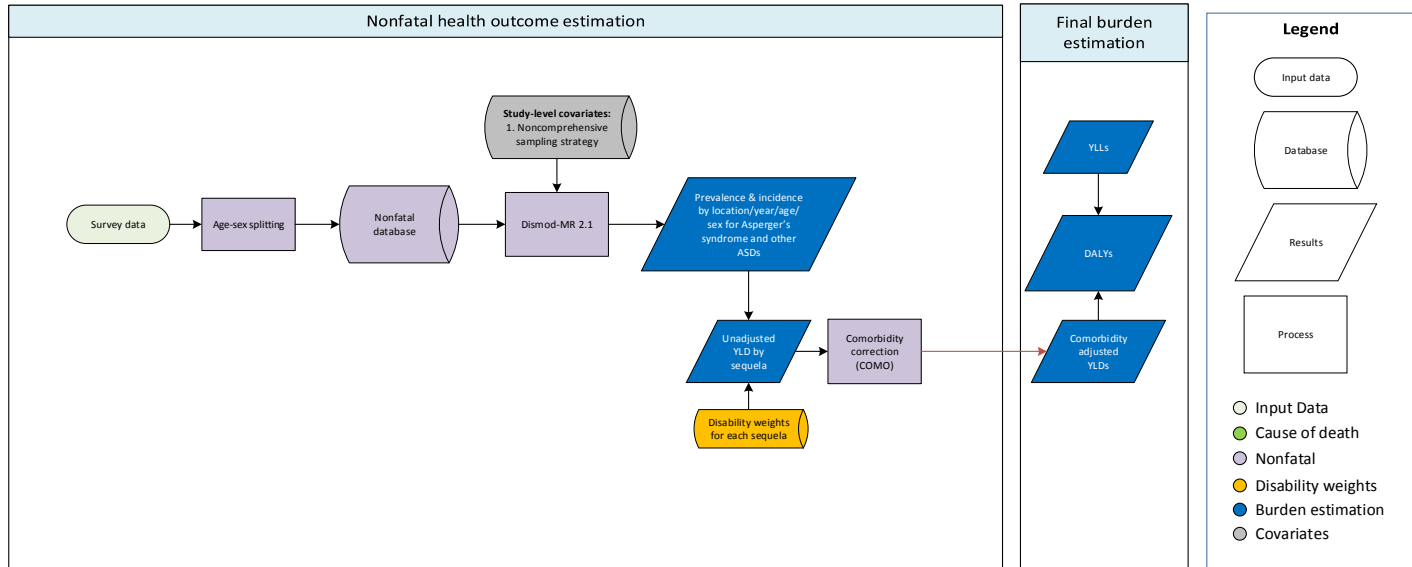 Nonfatal health outcome estimation
Study-level covariates:
1. Noncomprehensive
sampling strategy
Survey data
Age-sex splitting
Nonfatal
database
Dismod-MR 2.1
Prevalence & incidence
by location/year/age/
sex for Asperger's
syndrome and other
ASDs
Unadjusted
YLD by
sequela
Comorbidity
correction
(COMO)
Disability weights
for each sequela
Final burden
estimation
YLLs
DALYs
Comorbidity
adjusted
YLDs
Legend
Input data
Database
Results
Process
Input Data
Cause of death
Nonfatal
Disability weights
Burden estimation
Covariates